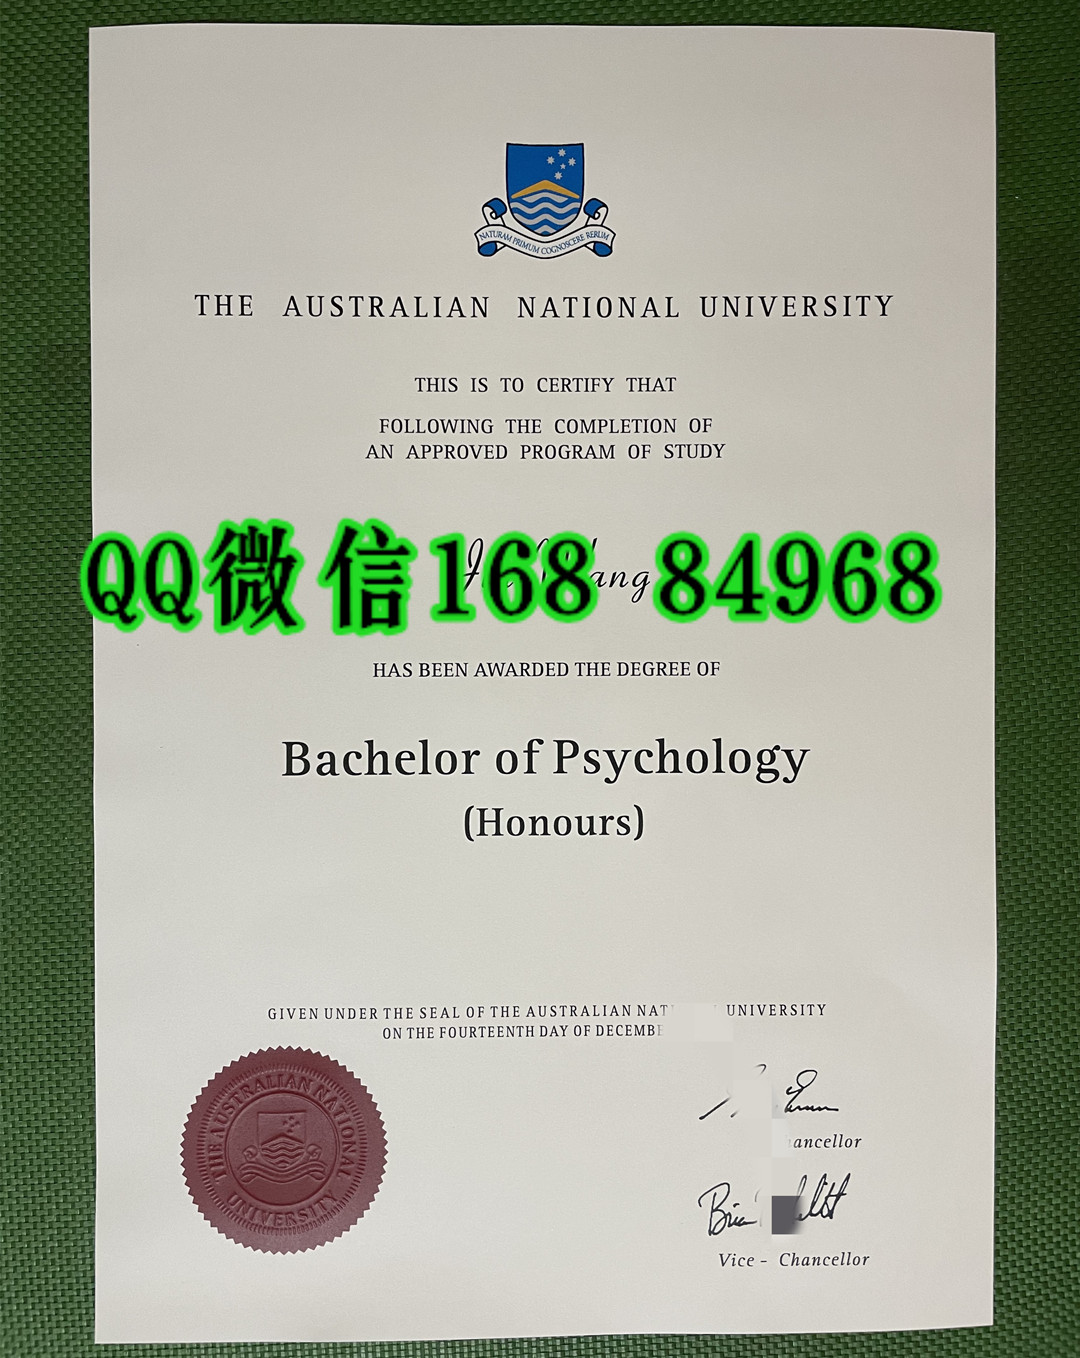 NATURAM PRIMUM COGNOSCERE RERUM
THE AUSTRALIAN NATIONAL UNIVERSITY
THIS IS TO CERTIFY THAT
FOLLOWING THE COMPLETION OF
AN APPROVED PROGRAM OF STUDY
QQ微信168 84968
HAS BEEN AWARDED THE DEGREE OF
Bachelor of Psychology
(Honours)
GIVEN UNDER THE SEAL OF THE AUSTRALIAN NAT UNIVERSITY
ON THE FOURTEENTH DAY OF DECEMBE
THE AUSTRALIAN NATIONAL
UNIVERSITY
ancellor
Vice - Chancellor